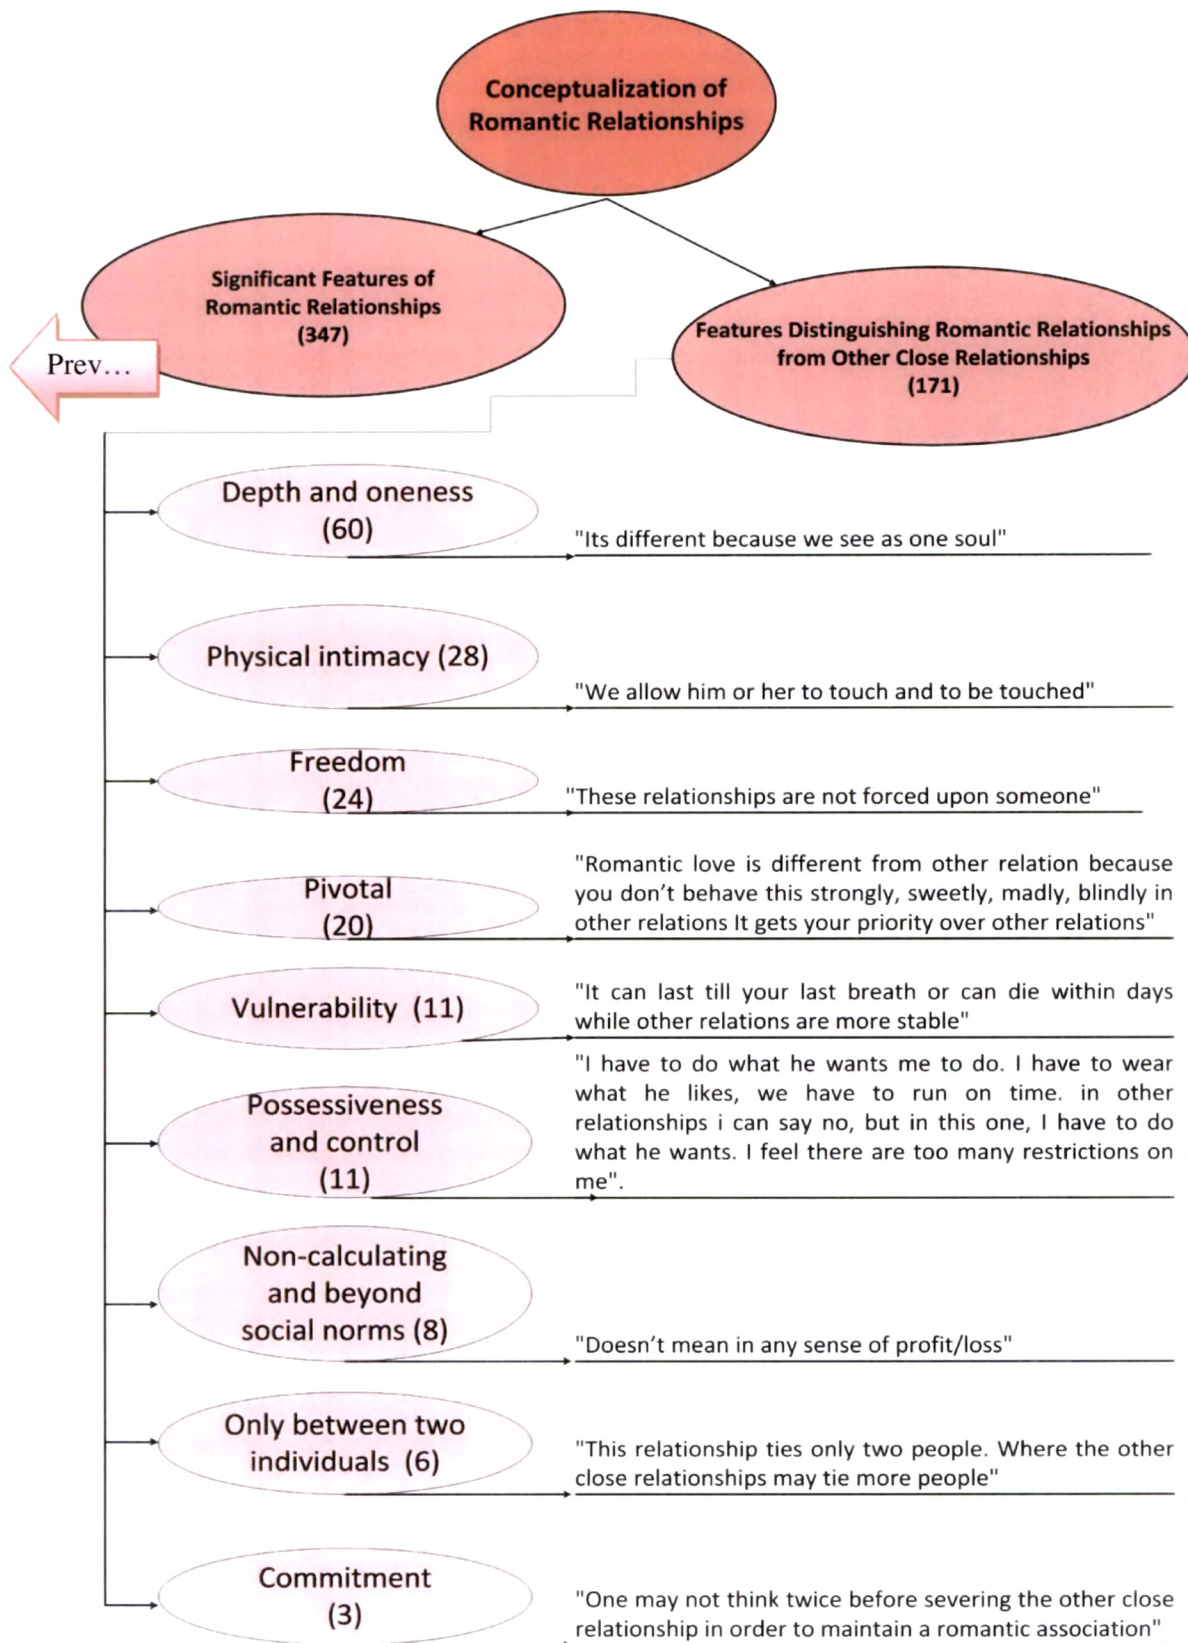 Conceptualization of
Romantic Relationships
Significant Features of
Romantic Relationships
(347)
Features Distinguishing Romantic Relationships
from Other Close Relationships
(171)
Prev...
Depth and oneness
(60)
"Its different because we see as one soul"
Physical intimacy (28)
"We allow him or her to touch and to be touched"
Freedom
(24)
"These relationships are not forced upon someone"
Pivotal
(20)
"Romantic love is different from other relation because
you don't behave this strongly, sweetly, madly, blindly in
other relations It gets your priority over other relations"
Vulnerability (11)
"It can last till your last breath or can die within days
while other relations are more stable"
Possessiveness
and control
(11)
"I have to do what he wants me to do. I have to wear
what he likes, we have to run on time. in other
relationships i can say no, but in this one, I have to do
what he wants. I feel there are too many restrictions on
me".
Non-calculating
and beyond
social norms (8)
"Doesn't mean in any sense of profit/loss"
Only between two
individuals (6)
"This relationship ties only two people. Where the other
close relationships may tie more people"
Commitment
(3)
"One may not think twice before severing the other close
relationship in order to maintain a romantic association"